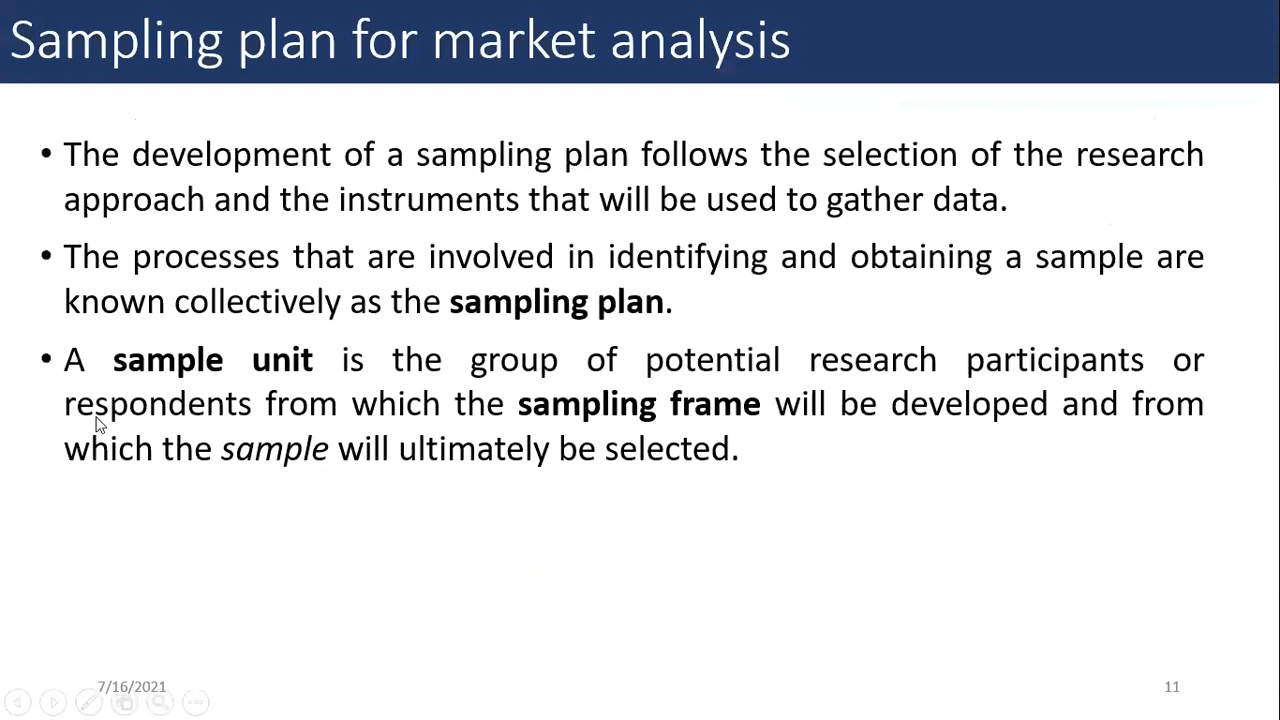 Sampling plan for market analysis
• The development of a sampling plan follows the selection of the research
approach and the instruments that will be used to gather data.
• The processes that are involved in identifying and obtaining a sample are
known collectively as the sampling plan.
• A sample unit is the group of potential research participants or
respondents from which the sampling frame will be developed and from
which the sample will ultimately be selected.
7/16/2021
11